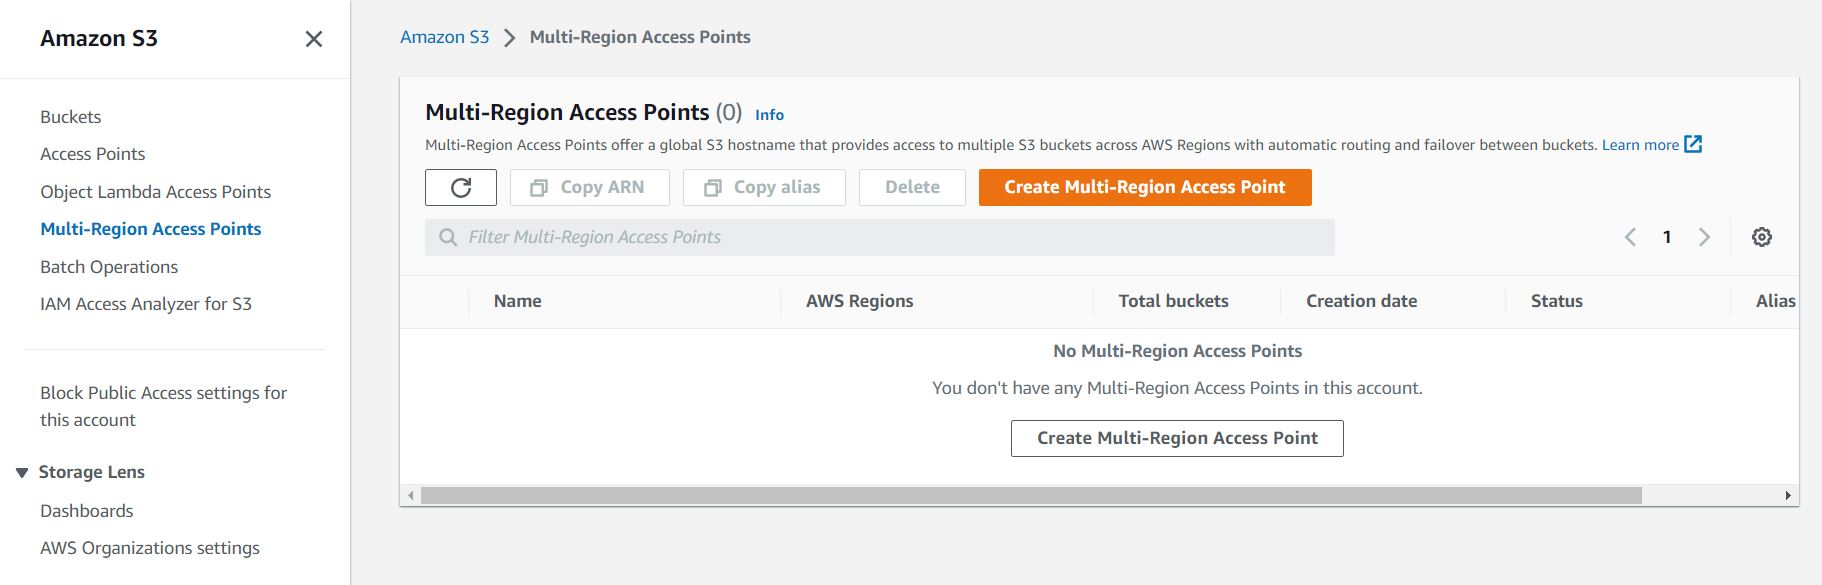 Amazon S3
Buckets
Access Points
Object Lambda Access Points
Multi-Region Access Points
Batch Operations
IAM Access Analyzer for S3
Block Public Access settings for
this account
Storage Lens
Dashboards
AWS Organizations settings
Amazon S3 > Multi-Region Access Points
Multi-Region Access Points (0) Info
Multi-Region Access Points offer a global S3 hostname that provides access to multiple S3 buckets across AWS Regions with automatic routing and failover between buckets. Learn more
Copy ARN Copy alias Delete Create Multi-Region Access Point
Filter Multi-Region Access Points 1
Name AWS Regions Total buckets Creation date Status Alias
No Multi-Region Access Points
You don't have any Multi-Region Access Points in this account.
Create Multi-Region Access Point